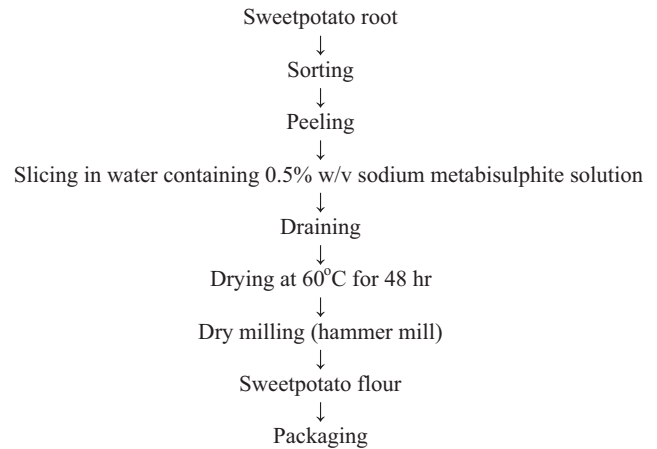 Sweetpotato root
↓
Sorting
↓
Peeling
↓
Slicing in water containing 0.5% w/v sodium metabisulphite solution
↓
Draining
↓
Drying at 60°C for 48 hr
↓
Dry milling (hammer mill)
↓
Sweetpotato flour
↓
Packaging